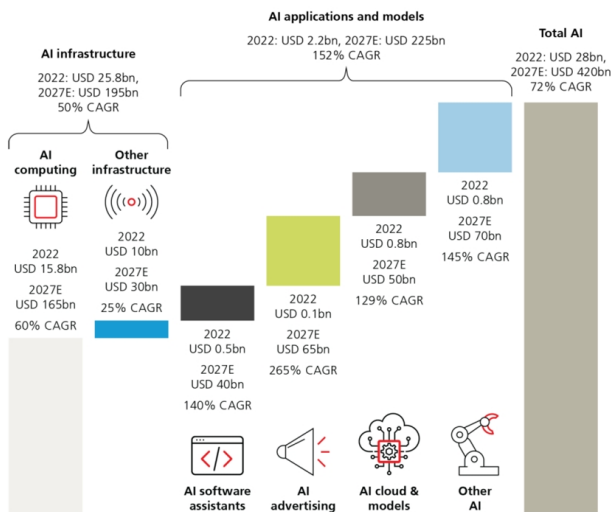 AI applications and models
2022: USD 2.2bn, 2027E: USD 225bn
152% CAGR
AI infrastructure
2022: USD 25.8bn,
2027E: USD 195bn
50% CAGR
Total AI
2022: USD 28bn,
2027E: USD 420bn
72% CAGR
AI
computing
2022
USD 15.8bn
2027E
USD 165bn
60% CAGR
Other
infrastructure
2022
USD 10bn
2027E
USD 30bn
25% CAGR
2022
USD 0.5bn
2027E
USD 40bn
140% CAGR
</>
AI software
assistants
2022
USD 0.1bn
2027E
USD 65bn
265% CAGR
AI
advertising
2022
USD 0.8bn
2027E
USD 50bn
129% CAGR
AI cloud &
models
2022
USD 0.8bn
2027E
USD 70bn
145% CAGR
Other
AI